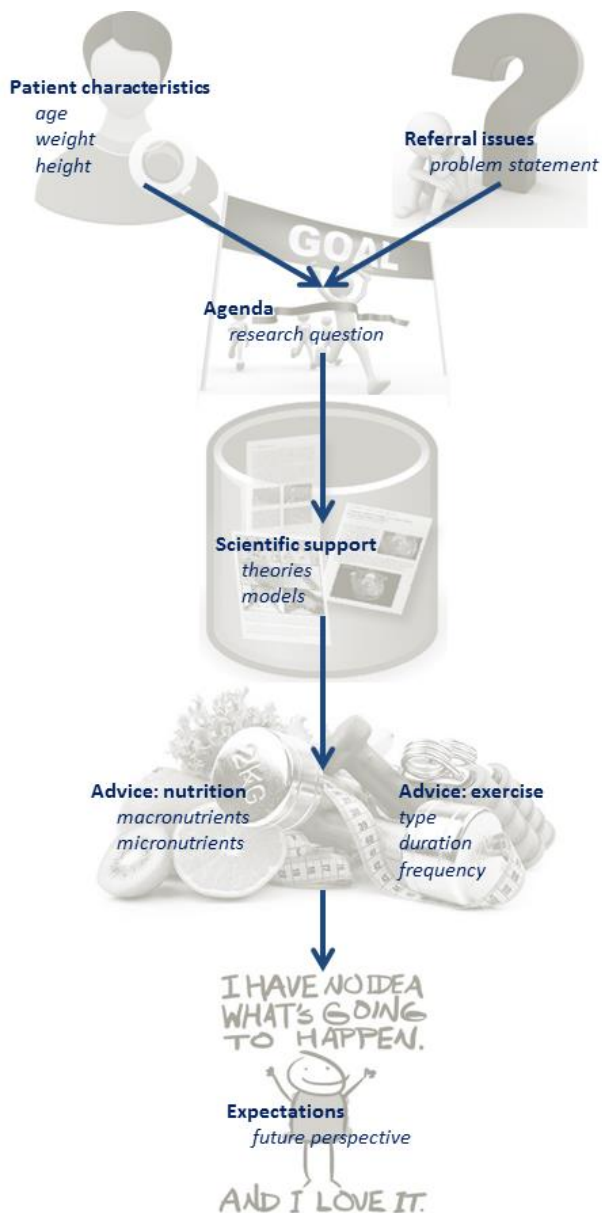 Patient characteristics
age
weight
height
Referral issues
problem statement
GOAL
Agenda
research question
Scientific support
theories
models
2KG
Advice: nutrition
macronutrients
micronutrients
Advice: exercise
type
duration
frequency
I HAVE NO IDEA
WHAT'S GOING
TO HAPPEN.
Expectations
future perspective
AND I LOVE IT.